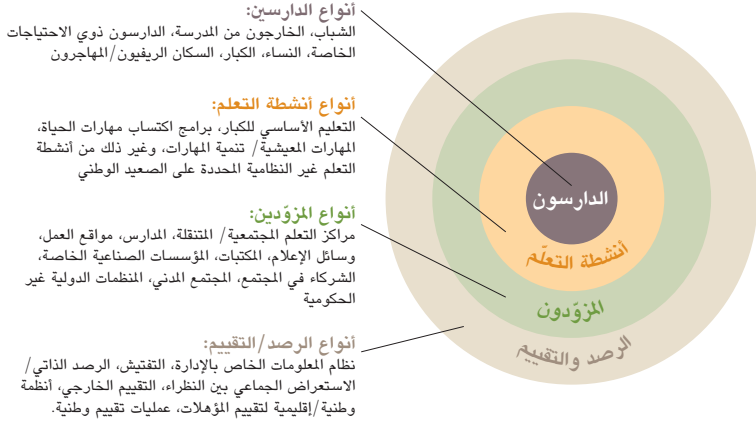 أنواع الدارسين:
الشباب، الخارجون من المدرسة، الدارسون ذوي الاحتياجات
الخاصة، النساء، الكبار، السكان الريفيون/المهاجرون
أنواع أنشطة التعلم:
التعليم الأساسي للكبار، برامج اكتساب مهارات الحياة،
المهارات المعيشية/ تنمية المهارات، وغير ذلك من أنشطة
التعلم غير النظامية المحددة على الصعيد الوطني
أنواع المزوّدين:
مراكز التعلم المجتمعية/ المتنقلة، المدارس، مواقع العمل،
وسائل الإعلام، المكتبات، المؤسسات الصناعية الخاصة،
الشركاء في المجتمع، المجتمع المدني، المنظمات الدولية غير
الحكومية
أنواع الرصد/التقييم:
نظام المعلومات الخاص بالإدارة، التفتيش، الرصد الذاتي/
الاستعراض الجماعي بين النظراء، التقييم الخارجي، أنظمة
وطنية/إقليمية لتقييم المؤهلات، عمليات تقييم وطنية.
الدارسون
أنشطة التعلّم
المزوّدون
الرصد والتقييم